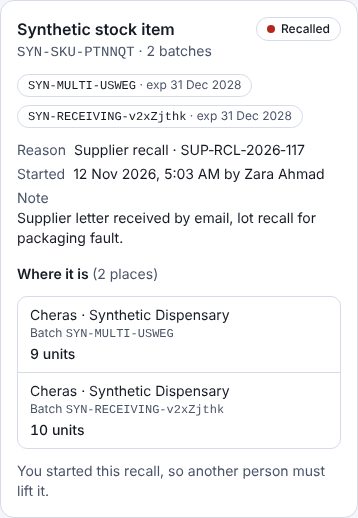 Synthetic stock item
Recalled
SYN-SKU-PTNNQT · 2 batches
SYN-MULTI-USWEG · exp 31 Dec 2028
SYN-RECEIVING-v2xZjthk · exp 31 Dec 2028
Reason Supplier recall · SUP-RCL-2026-117
Started 12 Nov 2026, 5:03 AM by Zara Ahmad
Note
Supplier letter received by email, lot recall for
packaging fault.
Where it is (2 places)
Cheras · Synthetic Dispensary
Batch SYN-MULTI-USWEG
9 units
Cheras · Synthetic Dispensary
Batch SYN-RECEIVING-v2xZjthk
10 units
You started this recall, so another person must
lift it.